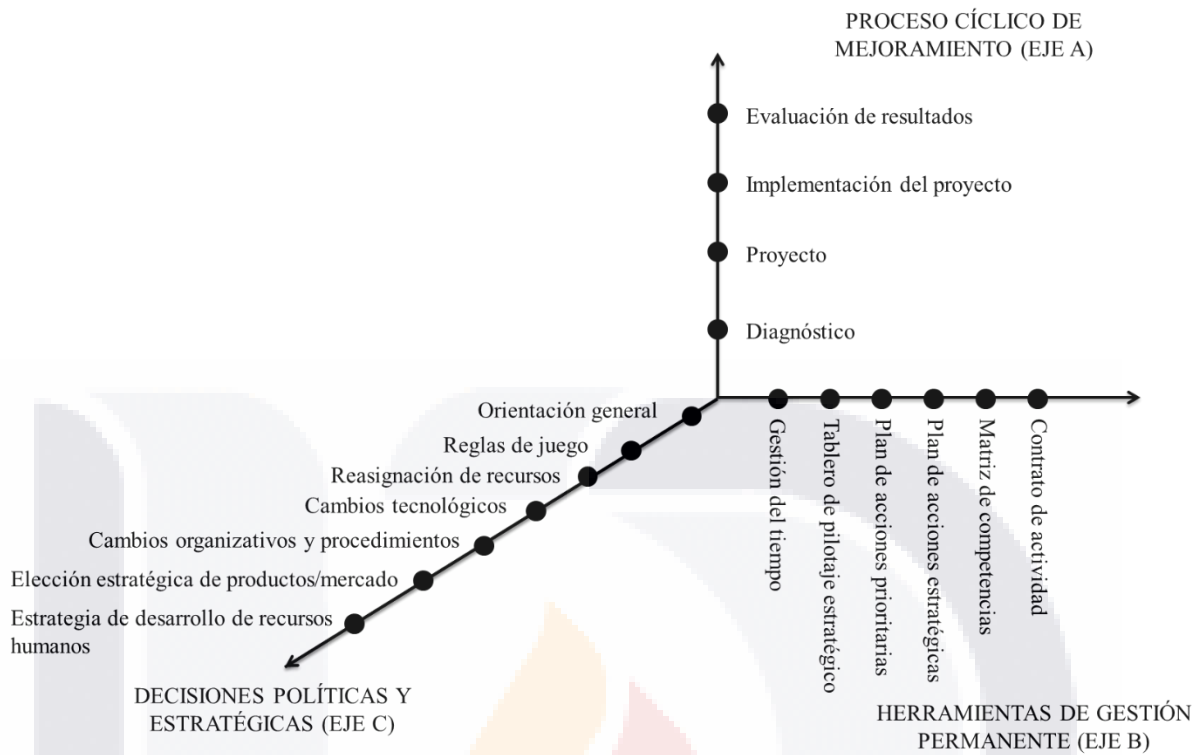 PROCESO CÍCLICO DE
MEJORAMIENTO (EJE A)
Evaluación de resultados
Implementación del proyecto
Proyecto
Diagnóstico
Orientación general
Reglas de juego
Reasignación de recursos
Cambios tecnológicos
Cambios organizativos y procedimientos
Elección estratégica de productos/mercado
Estrategia de desarrollo de recursos
humanos
DECISIONES POLÍTICAS Y
ESTRATÉGICAS (EJE C)
Gestión del tiempo
Tablero de pilotaje estratégico
Plan de acciones prioritarias
Plan de acciones estratégicas
Matriz de competencias
Contrato de actividad
HERRAMIENTAS DE GESTIÓN
PERMANENTE (EJE B)